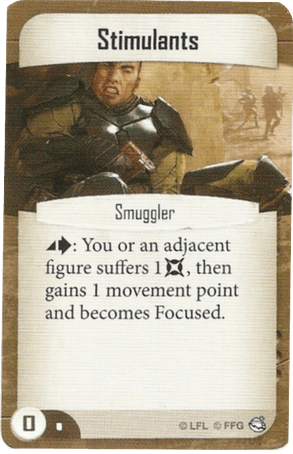 Stimulants
Smuggler
: You or an adjacent
figure suffers 1, then
gains 1 movement point
and becomes Focused.
0
© LFL © FFG